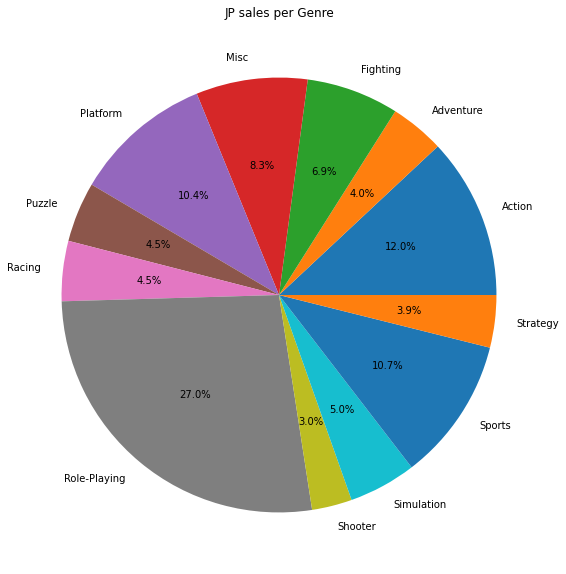 JP sales per Genre
Action
12.0%
Adventure
4.0%
Fighting
6.9%
Misc
8.3%
Platform
10.4%
Puzzle
4.5%
Racing
4.5%
Role-Playing
27.0%
Shooter
3.0%
Simulation
5.0%
Sports
10.7%
Strategy
3.9%